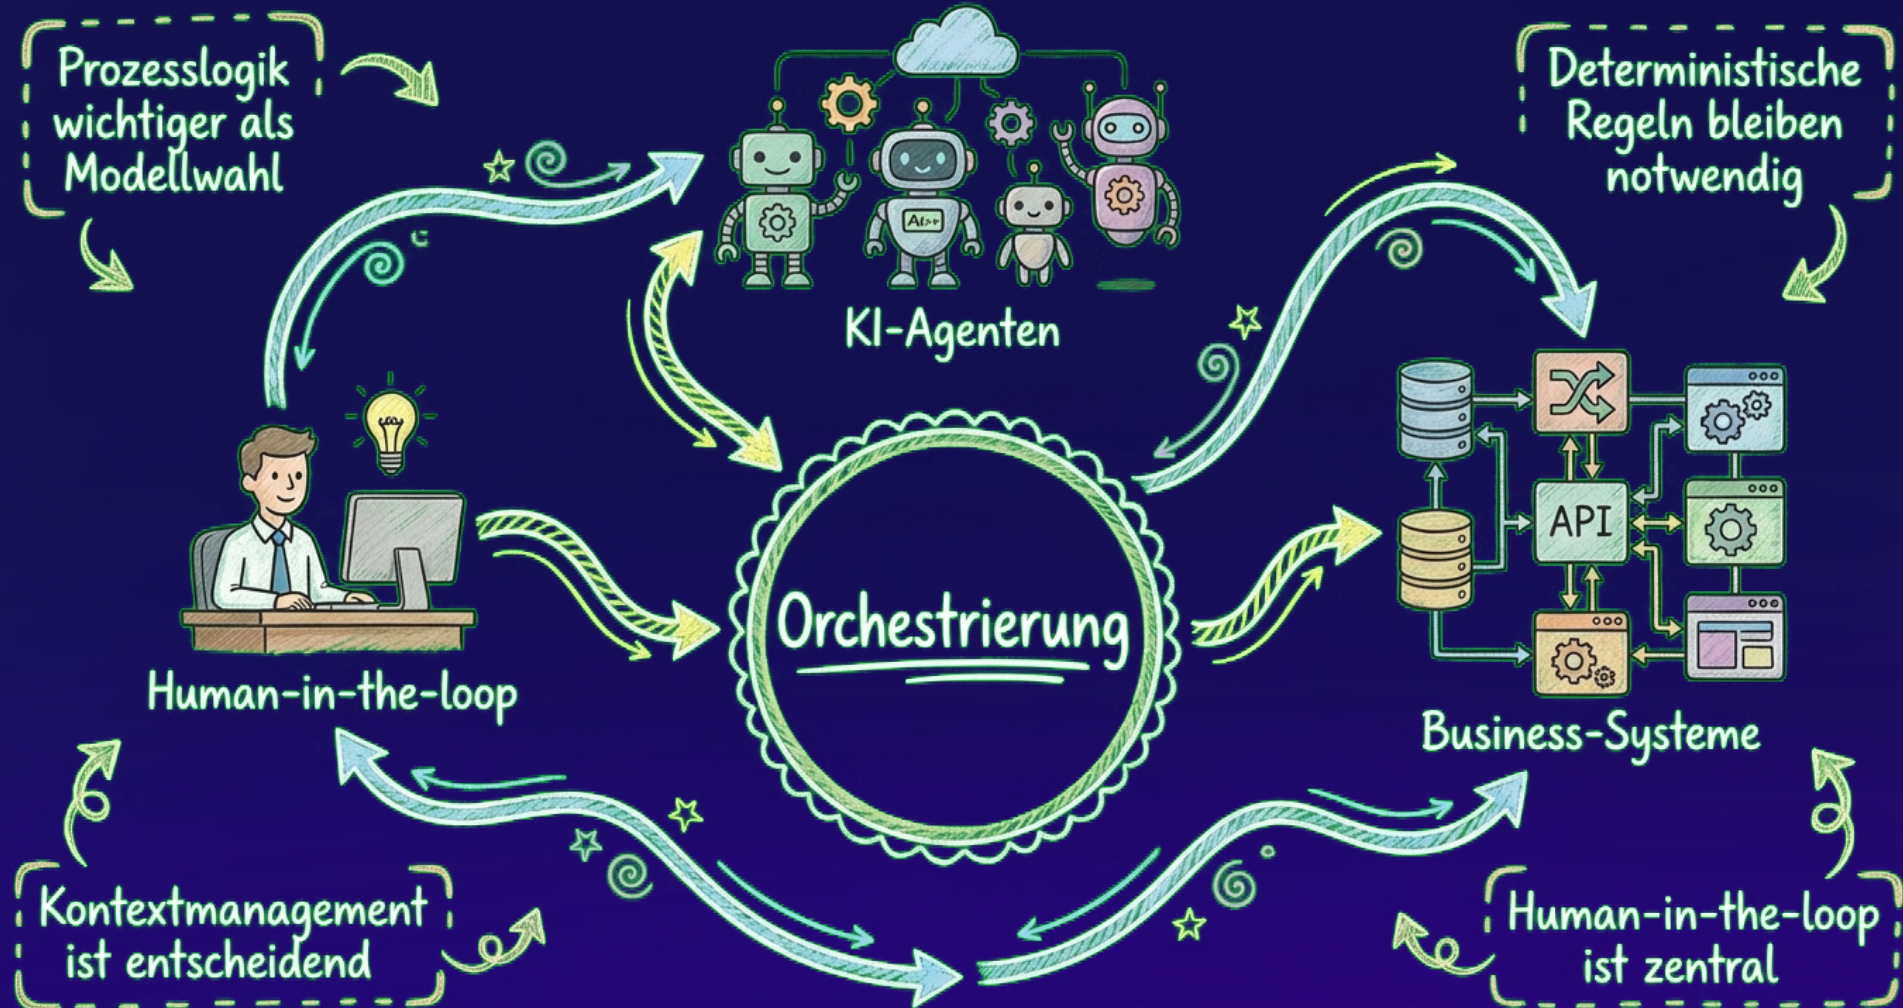 Prozesslogik
wichtiger als
Modellwahl
Deterministische
Regeln bleiben
notwendig
KI-Agenten
API
Orchestrierung
Human-in-the-loop
Business-Systeme
Kontextmanagement
ist entscheidend
Human-in-the-loop
ist zentral